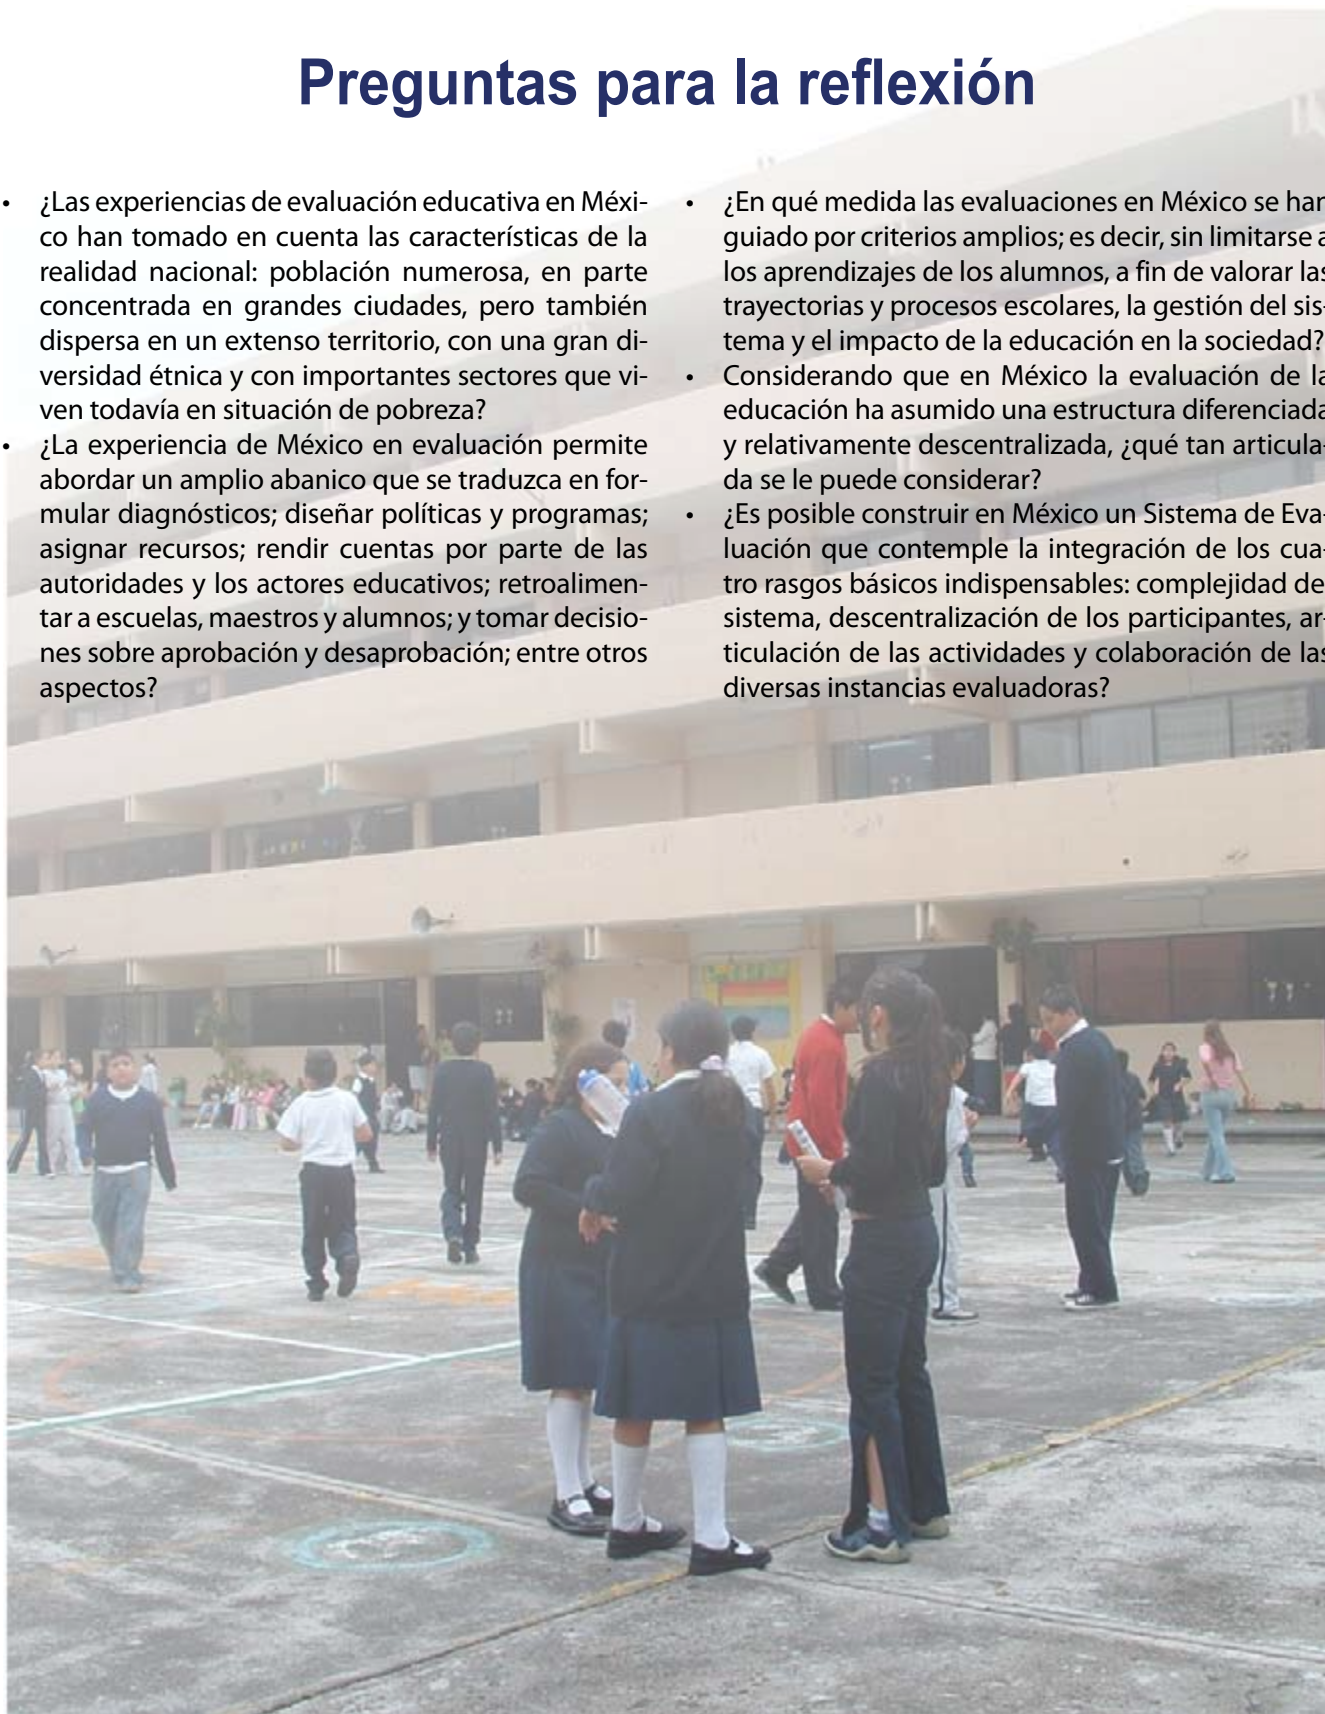 Preguntas para la reflexión
• ¿Las experiencias de evaluación educativa en Méxi-
co han tomado en cuenta las características de la
realidad nacional: población numerosa, en parte
concentrada en grandes ciudades, pero también
dispersa en un extenso territorio, con una gran di-
versidad étnica y con importantes sectores que vi-
ven todavía en situación de pobreza?
• ¿La experiencia de México en evaluación permite
abordar un amplio abanico que se traduzca en for-
mular diagnósticos; diseñar políticas y programas;
asignar recursos; rendir cuentas por parte de las
autoridades y los actores educativos; retroalimen-
tar a escuelas, maestros y alumnos; y tomar decisio-
nes sobre aprobación y desaprobación; entre otros
aspectos?
• ¿En qué medida las evaluaciones en México se han
guiado por criterios amplios; es decir, sin limitarse a
los aprendizajes de los alumnos, a fin de valorar las
trayectorias y procesos escolares, la gestión del sis-
tema y el impacto de la educación en la sociedad?
• Considerando que en México la evaluación de la
educación ha asumido una estructura diferenciada
y relativamente descentralizada, ¿qué tan articula-
da se le puede considerar?
• ¿Es posible construir en México un Sistema de Eva-
luación que contemple la integración de los cua-
tro rasgos básicos indispensables: complejidad de
sistema, descentralización de los participantes, ar-
ticulación de las actividades y colaboración de las
diversas instancias evaluadoras?